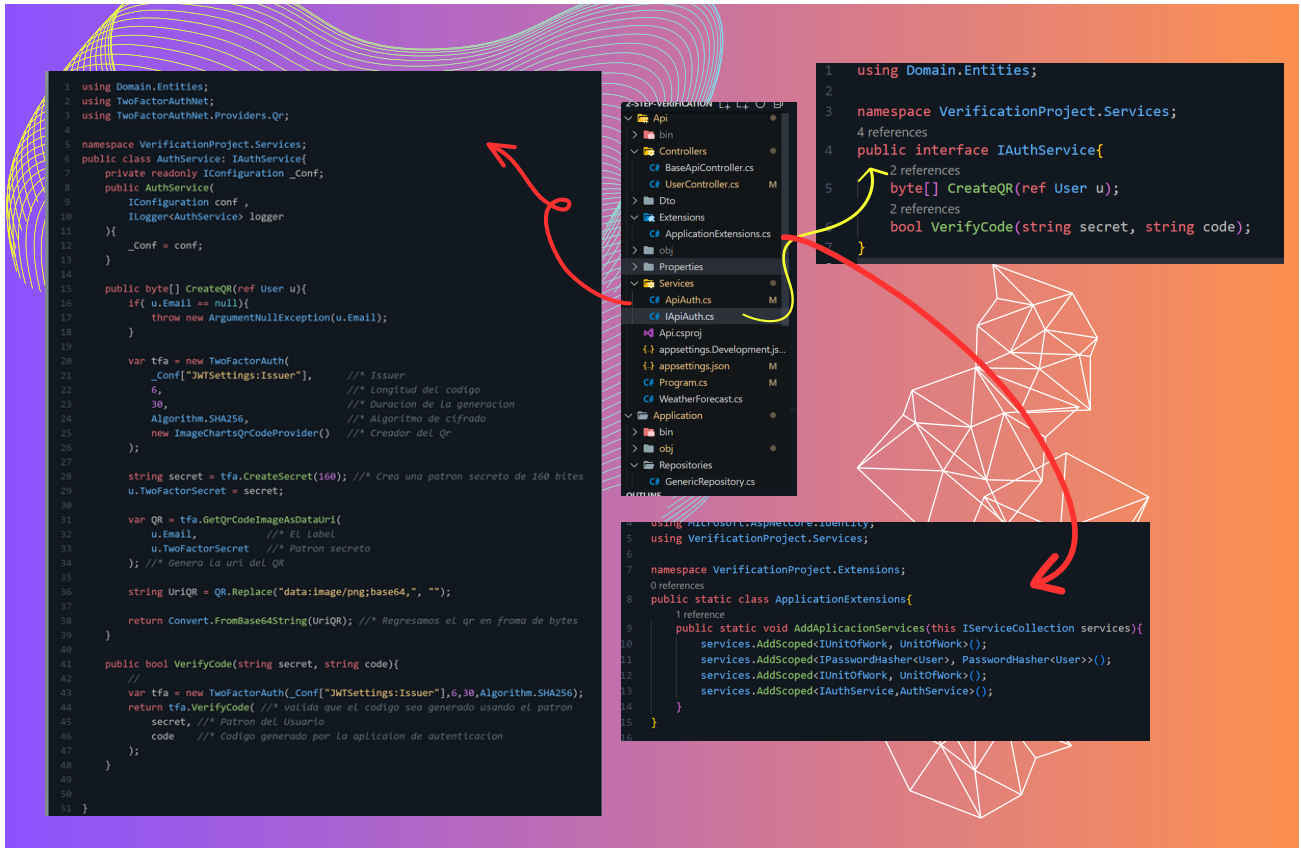 1 using Domain.Entities;
2 using TwoFactorAuthNet;
3 using TwoFactorAuthNet.Providers.Qr;
4
5 namespace VerificationProject.Services;
6 public class AuthService: IAuthService{
7 private readonly IConfiguration _Conf;
8 public AuthService(
9 IConfiguration conf ,
10 ILogger<AuthService> logger
11 ){
12 _Conf = conf;
13 }
14
15 public byte[] CreateQR(ref User u){
16 if( u.Email == null){
17 throw new ArgumentNullException(u.Email);
18 }
19
20 var tfa = new TwoFactorAuth(
21 _Conf["JWTSettings:Issuer"], //* Issuer
22 6, //* Longitud del codigo
23 30, //* Duracion de la generacion
24 Algorithm.SHA256, //* Algoritmo de cifrado
25 new ImageChartsQrCodeProvider() //* Creador del Qr
26 );
27
28 string secret = tfa.CreateSecret(160); //* Crea una patron secreto de 160 bites
29 u.TwoFactorSecret = secret;
30
31 var QR = tfa.GetQrCodeImageAsDataUri(
32 u.Email, //* El Label
33 u.TwoFactorSecret //* Patron secreto
34 ); //* Genera la uri del QR
35
36 string UriQR = QR.Replace("data:image/png;base64,", "");
37
38 return Convert.FromBase64String(UriQR); //* Regresamos el qr en froma de bytes
39 }
40
41 public bool VerifyCode(string secret, string code){
42 //
43 var tfa = new TwoFactorAuth(_Conf["JWTSettings:Issuer"],6,30,Algorithm.SHA256);
44 return tfa.VerifyCode( //* valida que el codigo sea generado usando el patron
45 secret, //* Patron del Usuario
46 code //* Codigo generado por la aplicaion de autenticacion
47 );
48 }
49
50
51 }
2-STEP-VERIFICATION
Api
bin
Controllers
C# BaseApiController.cs
C# UserController.cs M
Dto
Extensions
C# ApplicationExtensions.cs
obj
Properties
Services
C# ApiAuth.cs M
C# IApiAuth.cs
Api.csproj
{.} appsettings.Development.js...
{.} appsettings.json M
C# Program.cs M
C# WeatherForecast.cs
Application
bin
obj
Repositories
C# GenericRepository.cs
OUTLINE
1 using Domain.Entities;
2
3 namespace VerificationProject.Services;
4 references
4 public interface IAuthService{
2 references
5 byte[] CreateQR(ref User u);
2 references
bool VerifyCode(string secret, string code);
7 }
4 using Microsoft.AspNetCore.Identity;
5 using VerificationProject.Services;
6
7 namespace VerificationProject.Extensions;
0 references
8 public static class ApplicationExtensions{
1 reference
9 public static void AddAplicacionServices(this IServiceCollection services){
10 services.AddScoped<IUnitOfWork, UnitOfWork>();
11 services.AddScoped<IPasswordHasher<User>, PasswordHasher<User>>();
12 services.AddScoped<IUnitOfWork, UnitOfWork>();
13 services.AddScoped<IAuthService,AuthService>();
14 }
15 }
16